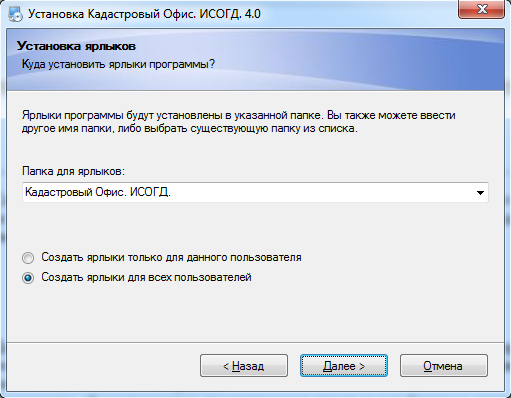 Установка Кадастровый Офис. ИСОГД. 4.0
Установка ярлыков
Куда установить ярлыки программы?
Ярлыки программы будут установлены в указанной папке. Вы также можете ввести
другое имя папки, либо выбрать существующую папку из списка.
Папка для ярлыков:
Кадастровый Офис. ИСОГД.
Создать ярлыки только для данного пользователя
Создать ярлыки для всех пользователей
< Назад
Далее >
Отмена